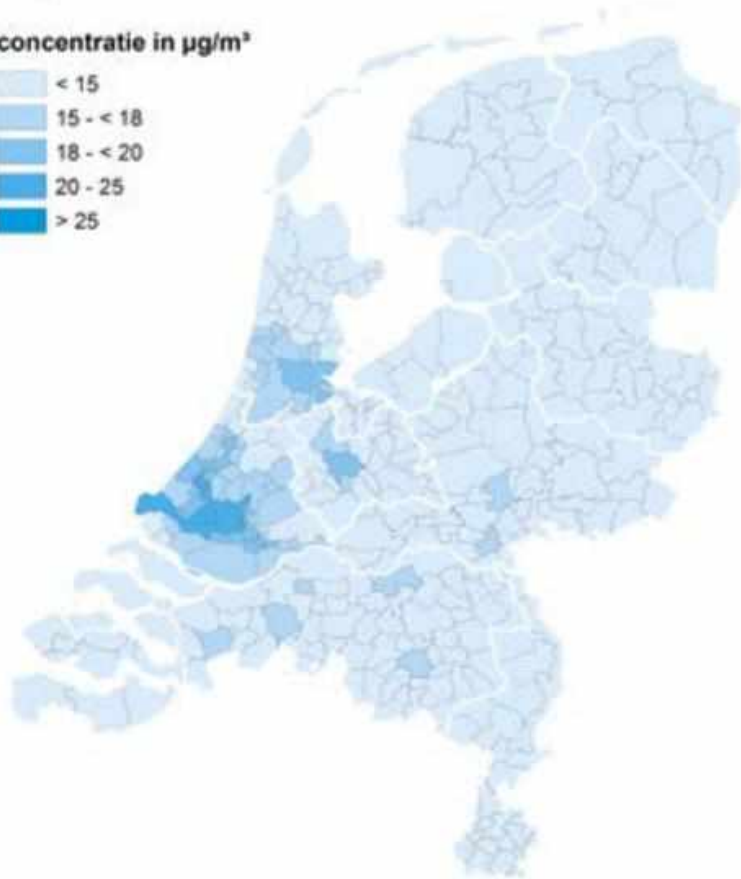 concentratie in µg/m³
< 15
15 - < 18
18 - < 20
20 - 25
> 25